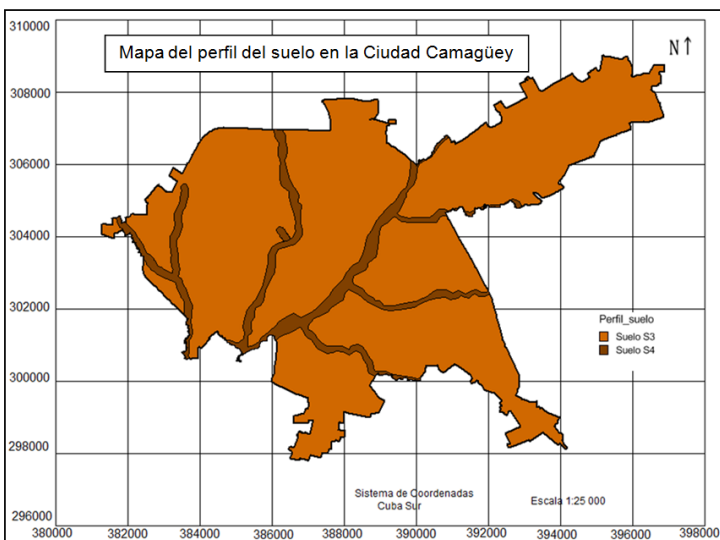 Mapa del perfil del suelo en la Ciudad Camagüey
N
310000
308000
306000
304000
302000
300000
298000
296000
Perfil_suelo
Suelo S3
Suelo S4
Sistema de Coordenadas
Cuba Sur
Escala 1:25 000
380000 382000 384000 386000 388000 390000 392000 394000 396000 398000